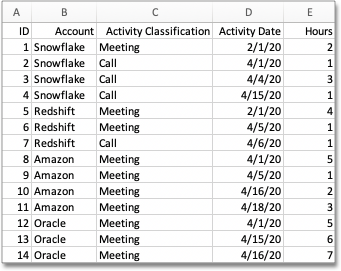 A B C D E
ID Account Activity Classification Activity Date Hours
1 Snowflake Meeting 2/1/20 2
2 Snowflake Call 4/1/20 1
3 Snowflake Call 4/4/20 3
4 Snowflake Call 4/15/20 1
5 Redshift Meeting 2/1/20 4
6 Redshift Meeting 4/5/20 1
7 Redshift Call 4/6/20 1
8 Amazon Meeting 4/1/20 5
9 Amazon Meeting 4/5/20 1
10 Amazon Meeting 4/16/20 2
11 Amazon Meeting 4/18/20 3
12 Oracle Meeting 4/1/20 5
13 Oracle Meeting 4/15/20 6
14 Oracle Meeting 4/16/20 7